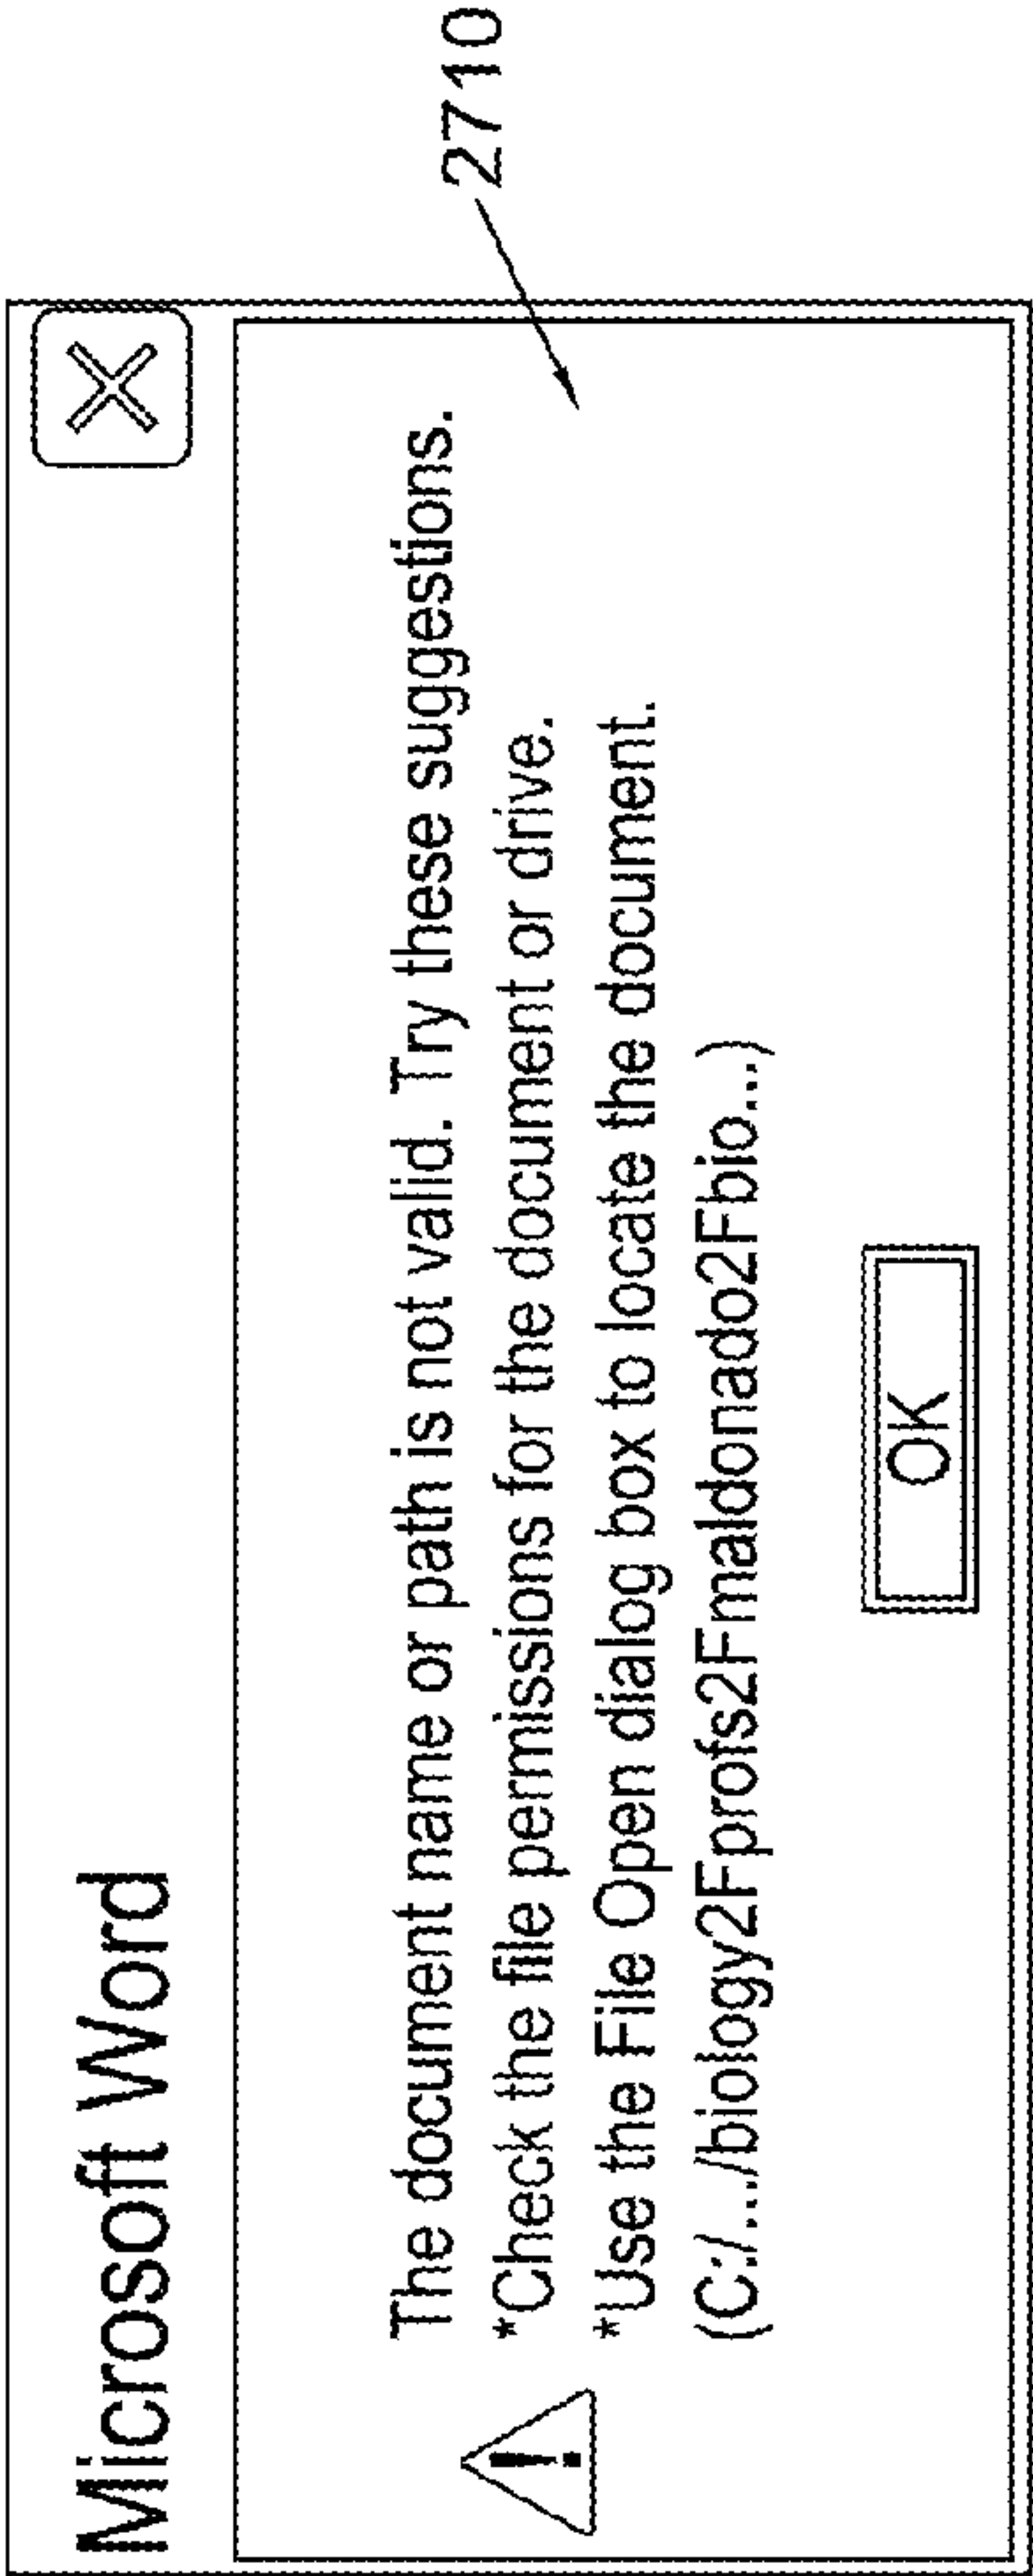 Microsoft Word
The document name or path is not valid. Try these suggestions.
*Check the file permissions for the document or drive.
*Use the File Open dialog box to locate the document.
(C:/.../biology2Fprofs2Fmaldonado2Fbio...)
OK
2710